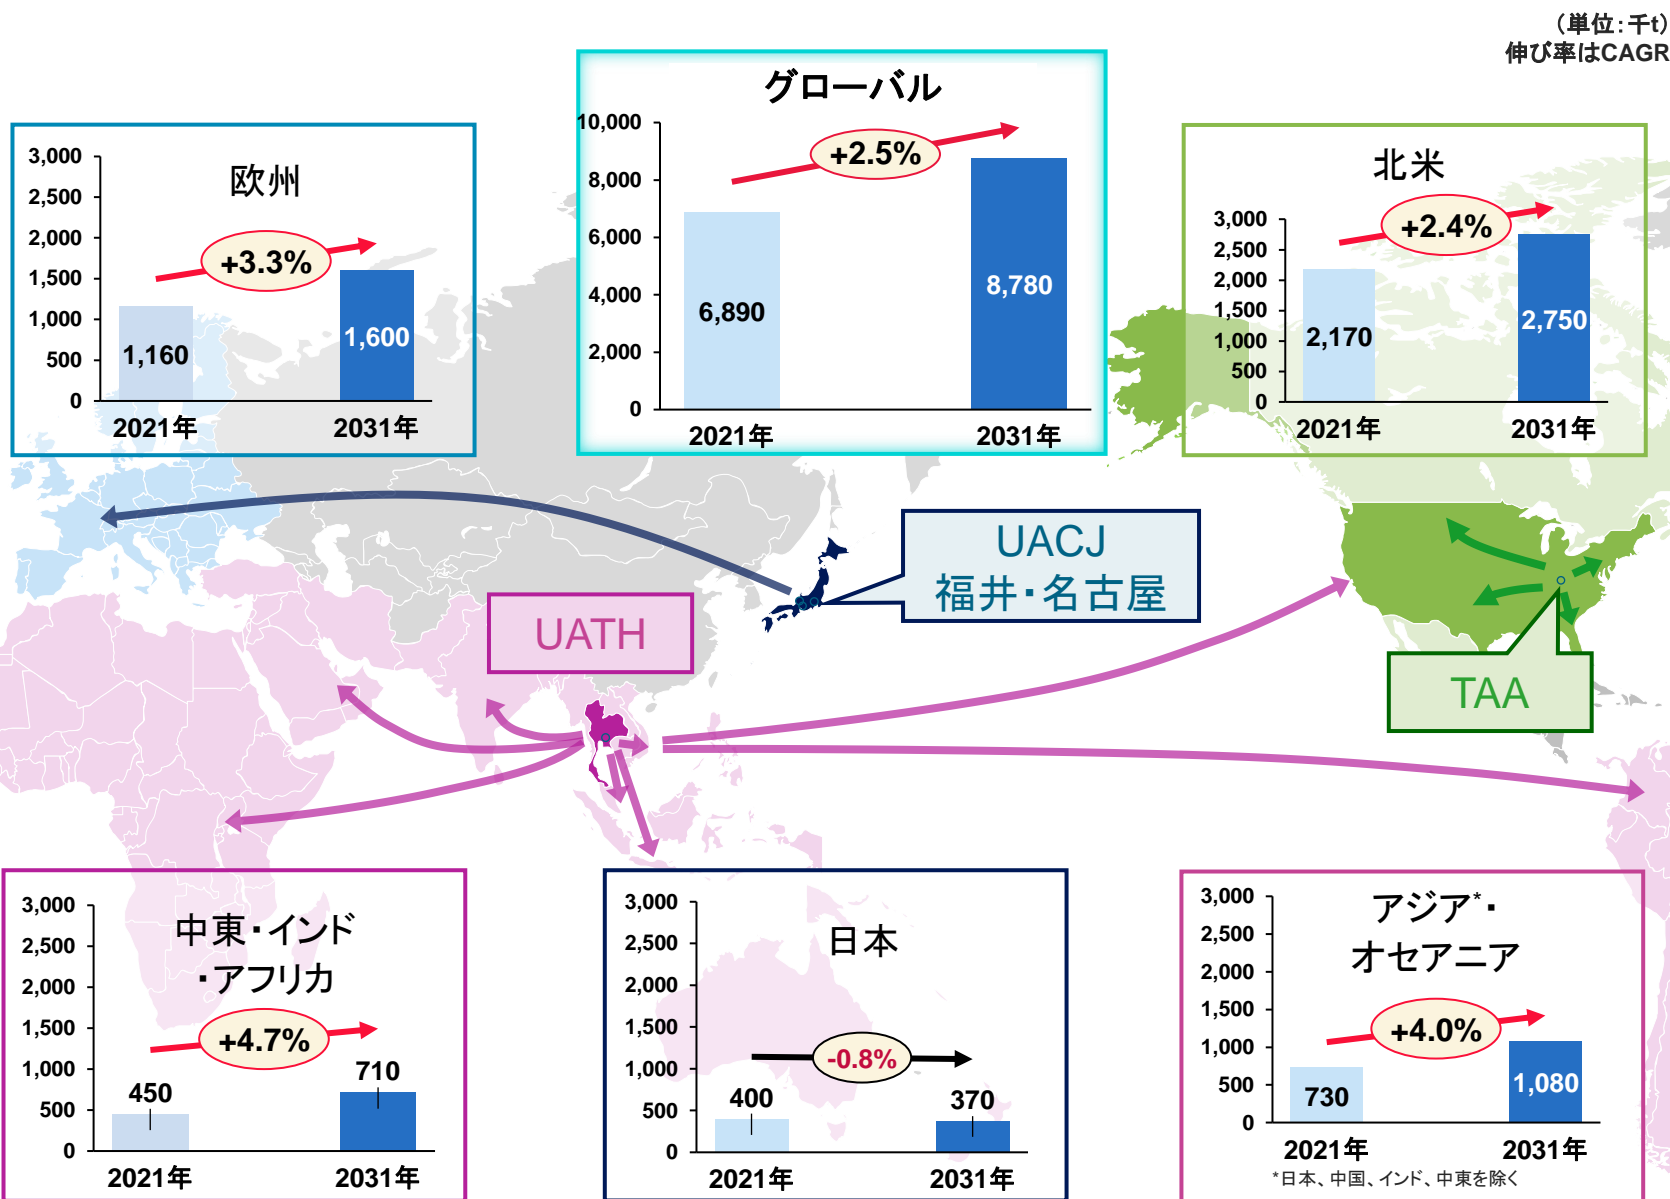 （単位：千t）
伸び率はCAGR
グローバル
10,000
8,000
6,000
4,000
2,000
0
+2.5%
6,890
8,780
2021年
2031年
欧州
3,000
2,500
2,000
1,500
1,000
500
0
+3.3%
1,160
1,600
2021年
2031年
北米
3,000
2,500
2,000
1,500
1,000
500
0
+2.4%
2,170
2,750
2021年
2031年
UACJ
福井・名古屋
UATH
TAA
中東・インド
・アフリカ
3,000
2,500
2,000
1,500
1,000
500
0
+4.7%
450
710
2021年
2031年
日本
3,000
2,500
2,000
1,500
1,000
500
0
-0.8%
400
370
2021年
2031年
アジア*・
オセアニア
3,000
2,500
2,000
1,500
1,000
500
0
+4.0%
730
1,080
2021年
2031年
*日本、中国、インド、中東を除く